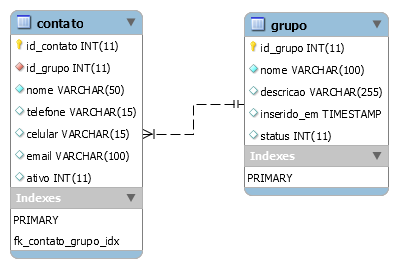 contato
id_contato INT(11)
id_grupo INT(11)
nome VARCHAR(50)
telefone VARCHAR(15)
celular VARCHAR(15)
email VARCHAR(100)
ativo INT(11)
Indexes
PRIMARY
fk_contato_grupo_idx
grupo
id_grupo INT(11)
nome VARCHAR(100)
descricao VARCHAR(255)
inserido_em TIMESTAMP
status INT(11)
Indexes
PRIMARY